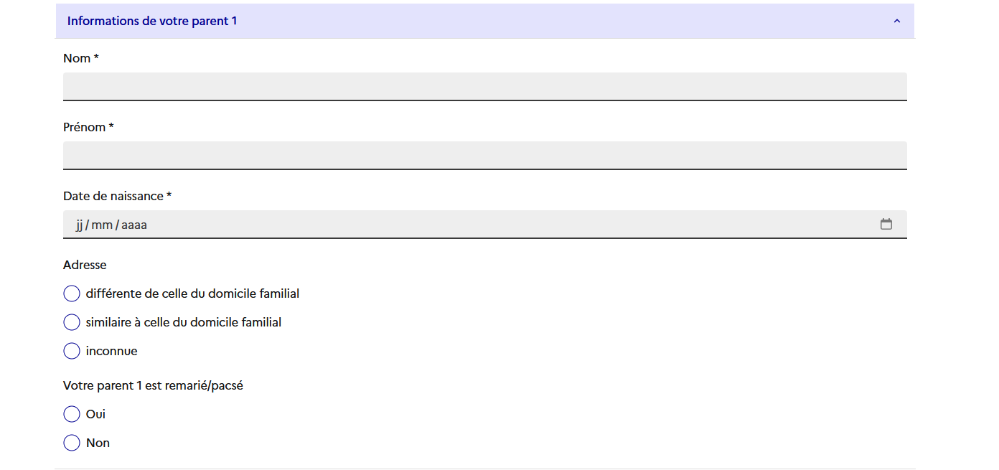 Informations de votre parent 1
Nom *
Prénom *
Date de naissance *
jj/mm/aaaa
Adresse
différente de celle du domicile familial
similaire à celle du domicile familial
inconnue
Votre parent 1 est remarié/pacsé
Oui
Non